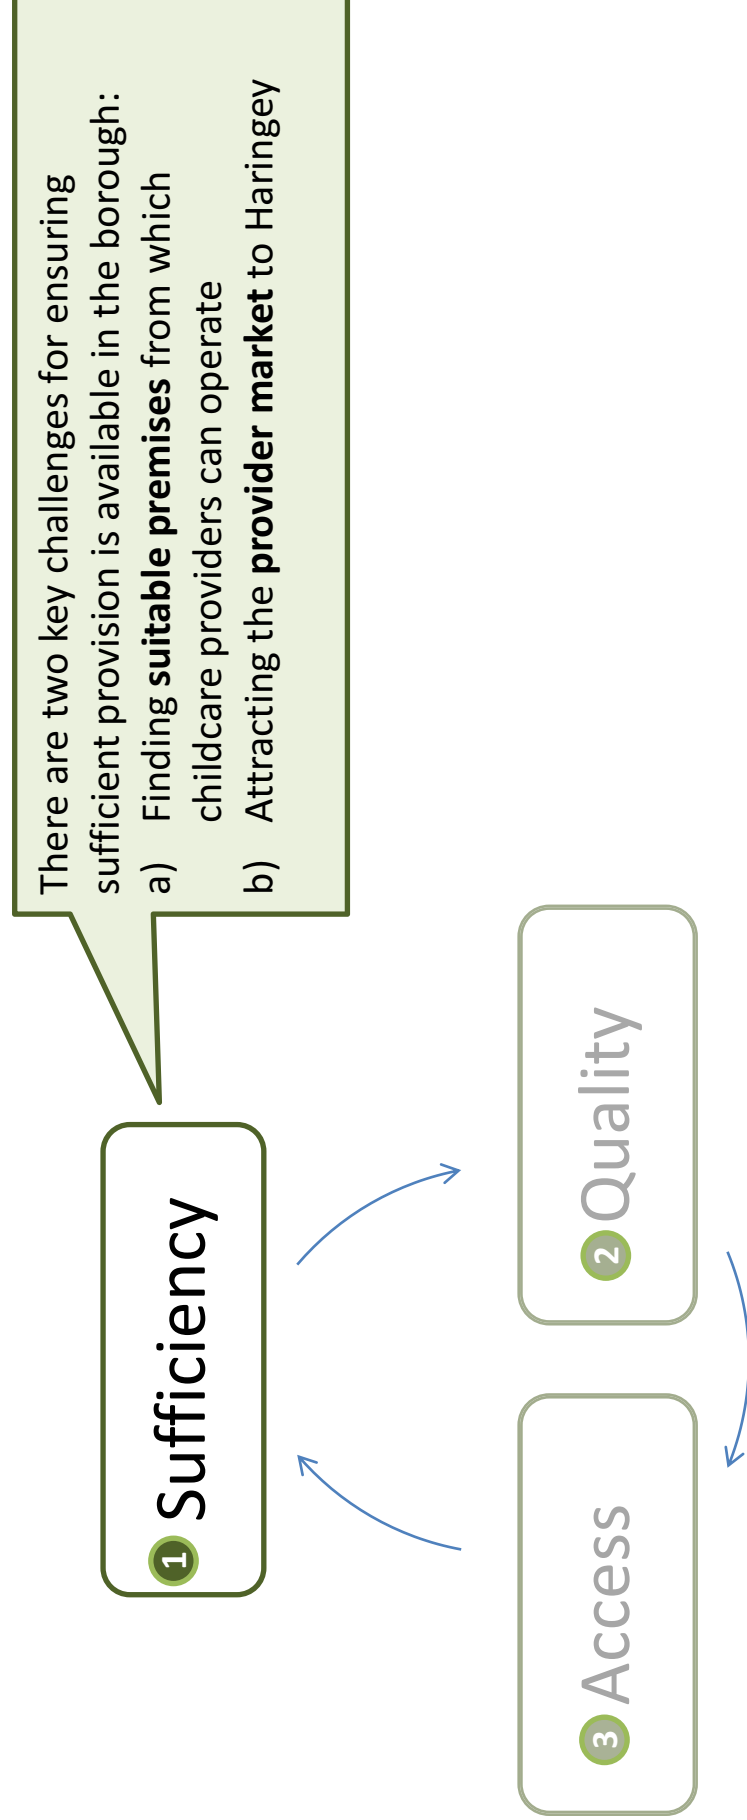 There are two key challenges for ensuring
sufficient provision is available in the borough:
a) Finding suitable premises from which
childcare providers can operate
b) Attracting the provider market to Haringey
1 Sufficiency
2 Quality
3 Access